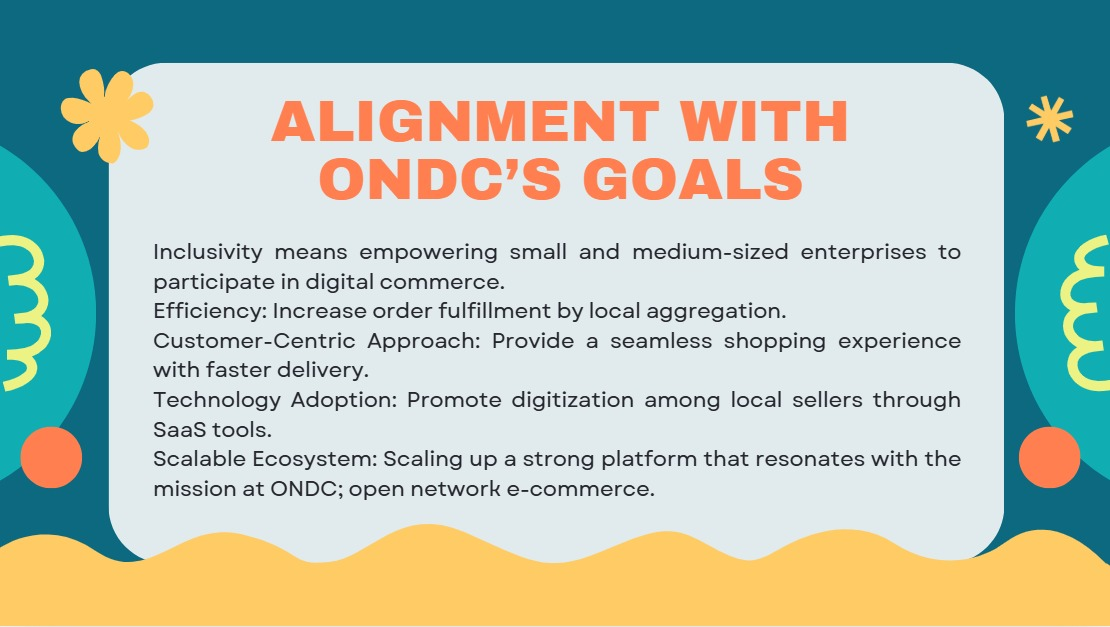 ALIGNMENT WITH
ONDC’S GOALS
Inclusivity means empowering small and medium-sized enterprises to
participate in digital commerce.
Efficiency: Increase order fulfillment by local aggregation.
Customer-Centric Approach: Provide a seamless shopping experience
with faster delivery.
Technology Adoption: Promote digitization among local sellers through
SaaS tools.
Scalable Ecosystem: Scaling up a strong platform that resonates with the
mission at ONDC; open network e-commerce.